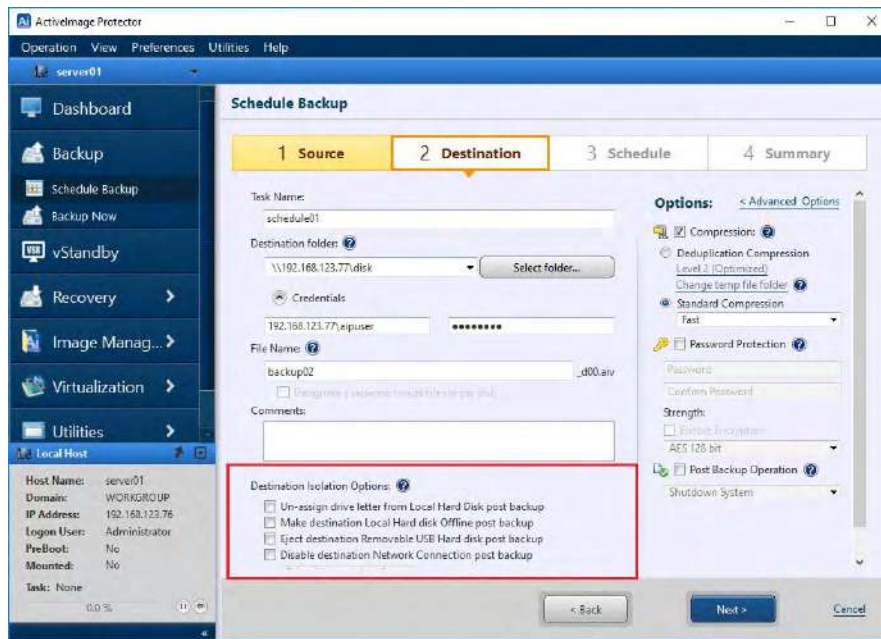 ActiveImage Protector
Operation View Preferences Utilities Help
server01
Dashboard
Backup
Schedule Backup
Backup Now
vStandby
Recovery
Image Manag...
Virtualization
Utilities
Local Host
Host Name: server01
Domain: WORKGROUP
IP Address: 192.168.123.76
Logon User: Administrator
PreBoot: No
Mounted: No
Task: None
0.0 %
Schedule Backup
1 Source
2 Destination
3 Schedule
4 Summary
Task Name:
schedule01
Destination folder:
\\192.168.123.77\disk
Select folder...
Credentials
192.168.123.77\aipuser
File Name:
backup02
_d00.aiv
Comments:
Destination Isolation Options:
Un-assign drive letter from Local Hard Disk post backup
Make destination Local Hard disk Offline post backup
Eject destination Removable USB Hard disk post backup
Disable destination Network Connection post backup
Options:
< Advanced Options
Compression:
Deduplication Compression
Level 2 (Optimized)
Change temp file folder
Standard Compression
Fast
Password Protection
Password
Confirm Password
Strength:
AES 128 bit
Post Backup Operation
Shutdown System
< Back
Next >
Cancel